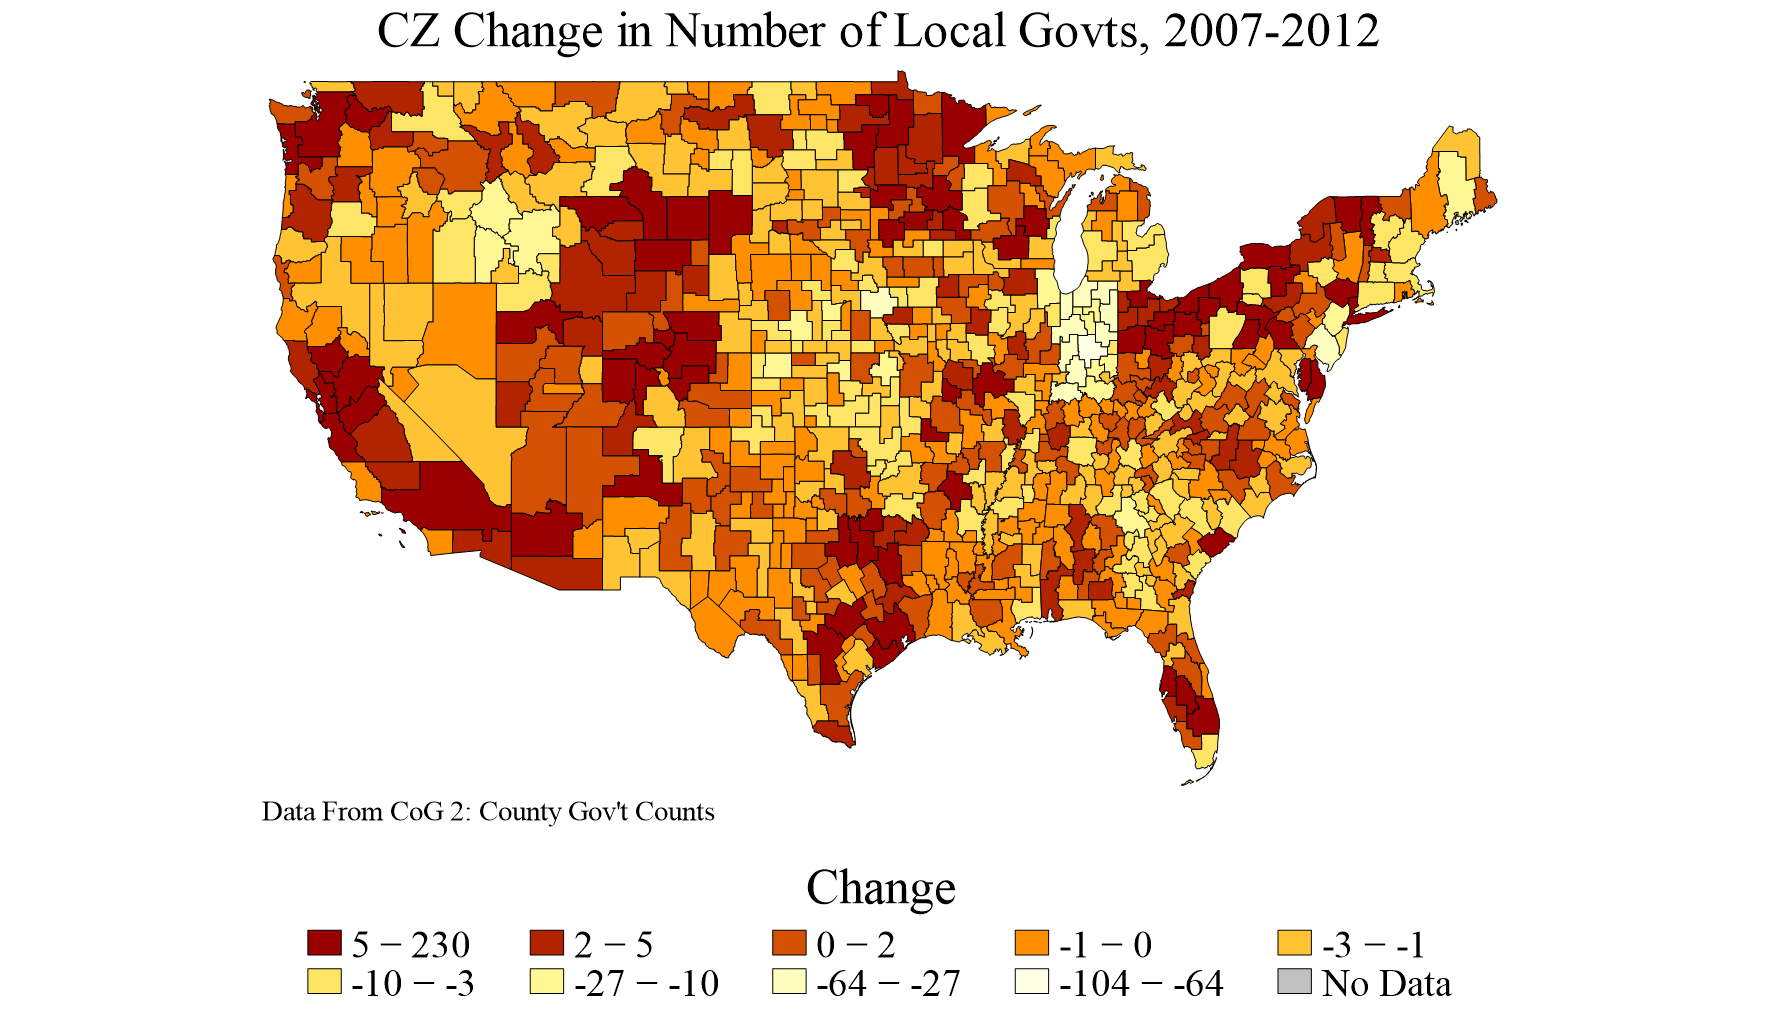 CZ Change in Number of Local Govts, 2007-2012
Data From CoG 2: County Gov't Counts
Change
5 − 230
2 − 5
0 − 2
-1 − 0
-3 − -1
-10 − -3
-27 − -10
-64 − -27
-104 − -64
No Data